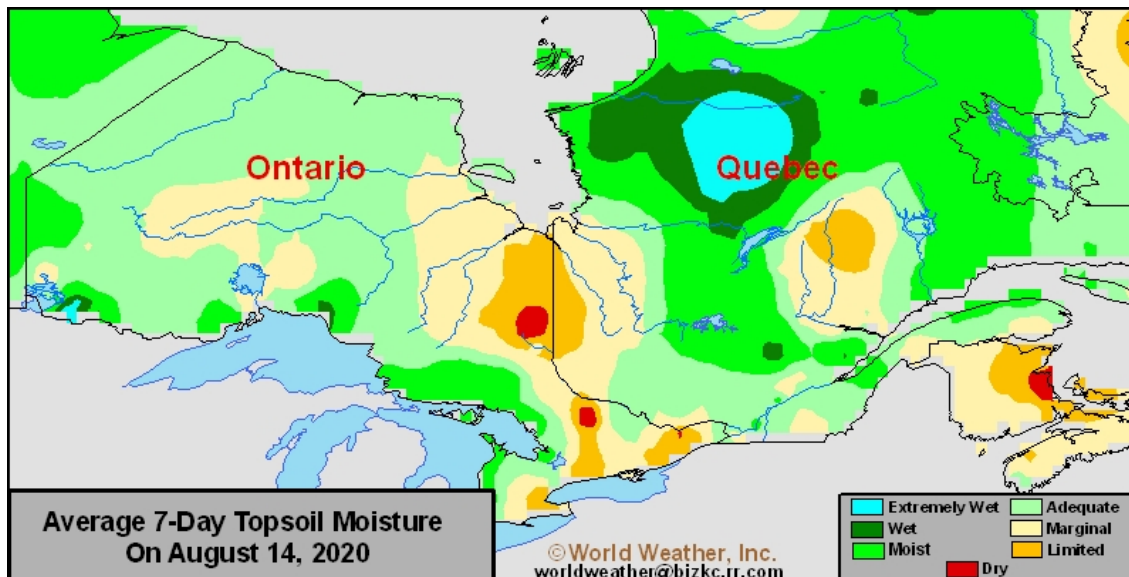 Ontario
Quebec
Average 7-Day Topsoil Moisture
On August 14, 2020
©World Weather, Inc.
worldweather@bizkc.rr.com
Extremely Wet
Adequate
Wet
Marginal
Moist
Limited
Dry